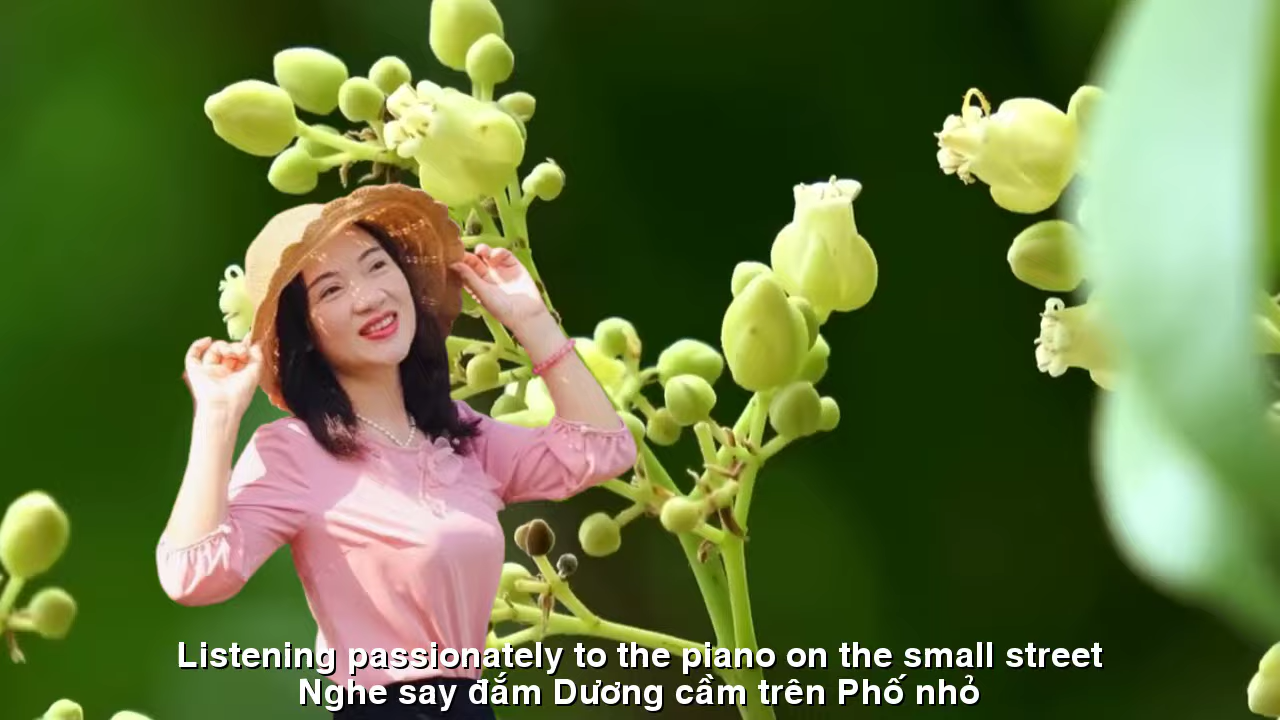 Listening passionately to the piano on the small street
Nghe say đắm Dương cầm trên Phố nhỏ